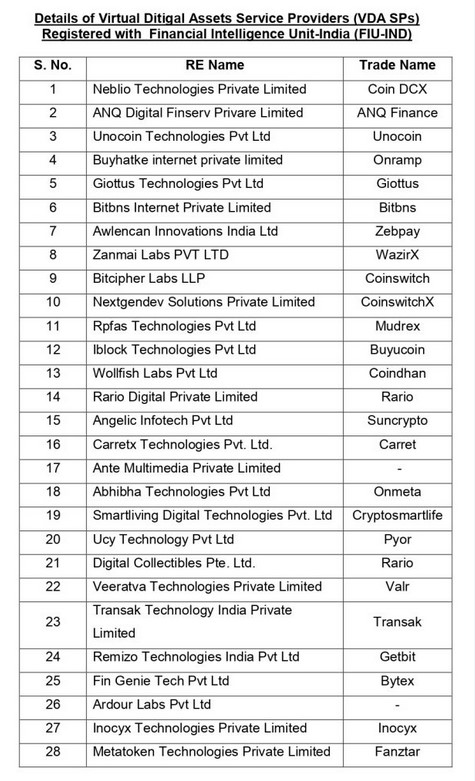 Details of Virtual Ditigal Assets Service Providers (VDA SPs)
Registered with Financial Intelligence Unit-India (FIU-IND)
S. No. RE Name Trade Name
1 Neblio Technologies Private Limited Coin DCX
2 ANQ Digital Finserv Privare Limited ANQ Finance
3 Unocoin Technologies Pvt Ltd Unocoin
4 Buyhatke internet private limited Onramp
5 Giottus Technologies Pvt Ltd Giottus
6 Bitbns Internet Private Limited Bitbns
7 Awlencan Innovations India Ltd Zebpay
8 Zanmai Labs PVT LTD WazirX
9 Bitcipher Labs LLP Coinswitch
10 Nextgendev Solutions Private Limited CoinswitchX
11 Rpfas Technologies Pvt Ltd Mudrex
12 Iblock Technologies Pvt Ltd Buyucoin
13 Wollfish Labs Pvt Ltd Coindhan
14 Rario Digital Private Limited Rario
15 Angelic Infotech Pvt Ltd Suncrypto
16 Carretx Technologies Pvt. Ltd. Carret
17 Ante Multimedia Private Limited -
18 Abhibha Technologies Pvt Ltd Onmeta
19 Smartliving Digital Technologies Pvt. Ltd Cryptosmartlife
20 Ucy Technology Pvt Ltd Pyor
21 Digital Collectibles Pte. Ltd. Rario
22 Veeratva Technologies Private Limited Valr
23 Transak Technology India Private
Limited Transak
24 Remizo Technologies India Pvt Ltd Getbit
25 Fin Genie Tech Pvt Ltd Bytex
26 Ardour Labs Pvt Ltd -
27 Inocyx Technologies Private Limited Inocyx
28 Metatoken Technologies Private Limited Fanztar